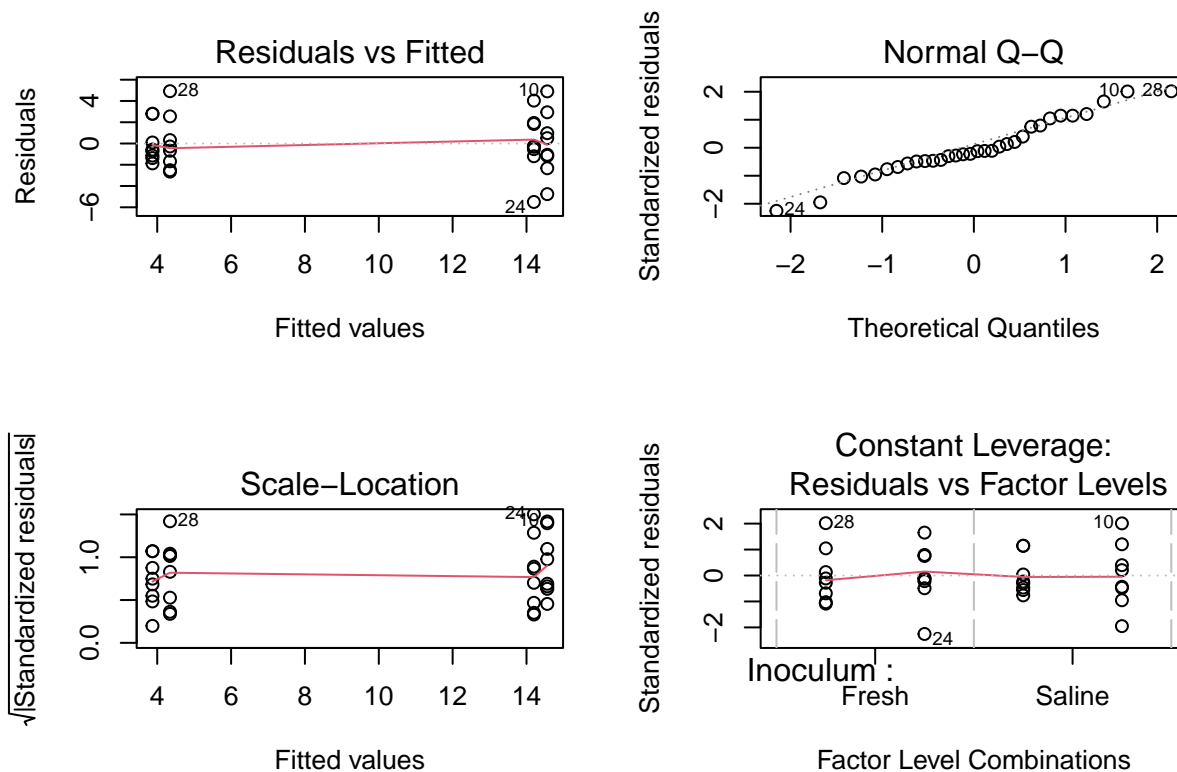 Residuals vs Fitted
Residuals
4
0
−6
28
10
24
4 6 8 10 12 14
Fitted values
Normal Q−Q
Standardized residuals
2
0
−2
10
28
24
−2 −1 0 1 2
Theoretical Quantiles
Scale−Location
√|Standardized residuals|
1.0
0.0
28
24
10
4 6 8 10 12 14
Fitted values
Constant Leverage:
Residuals vs Factor Levels
Standardized residuals
2
0
−2
28
10
24
Inoculum :
Fresh Saline
Factor Level Combinations